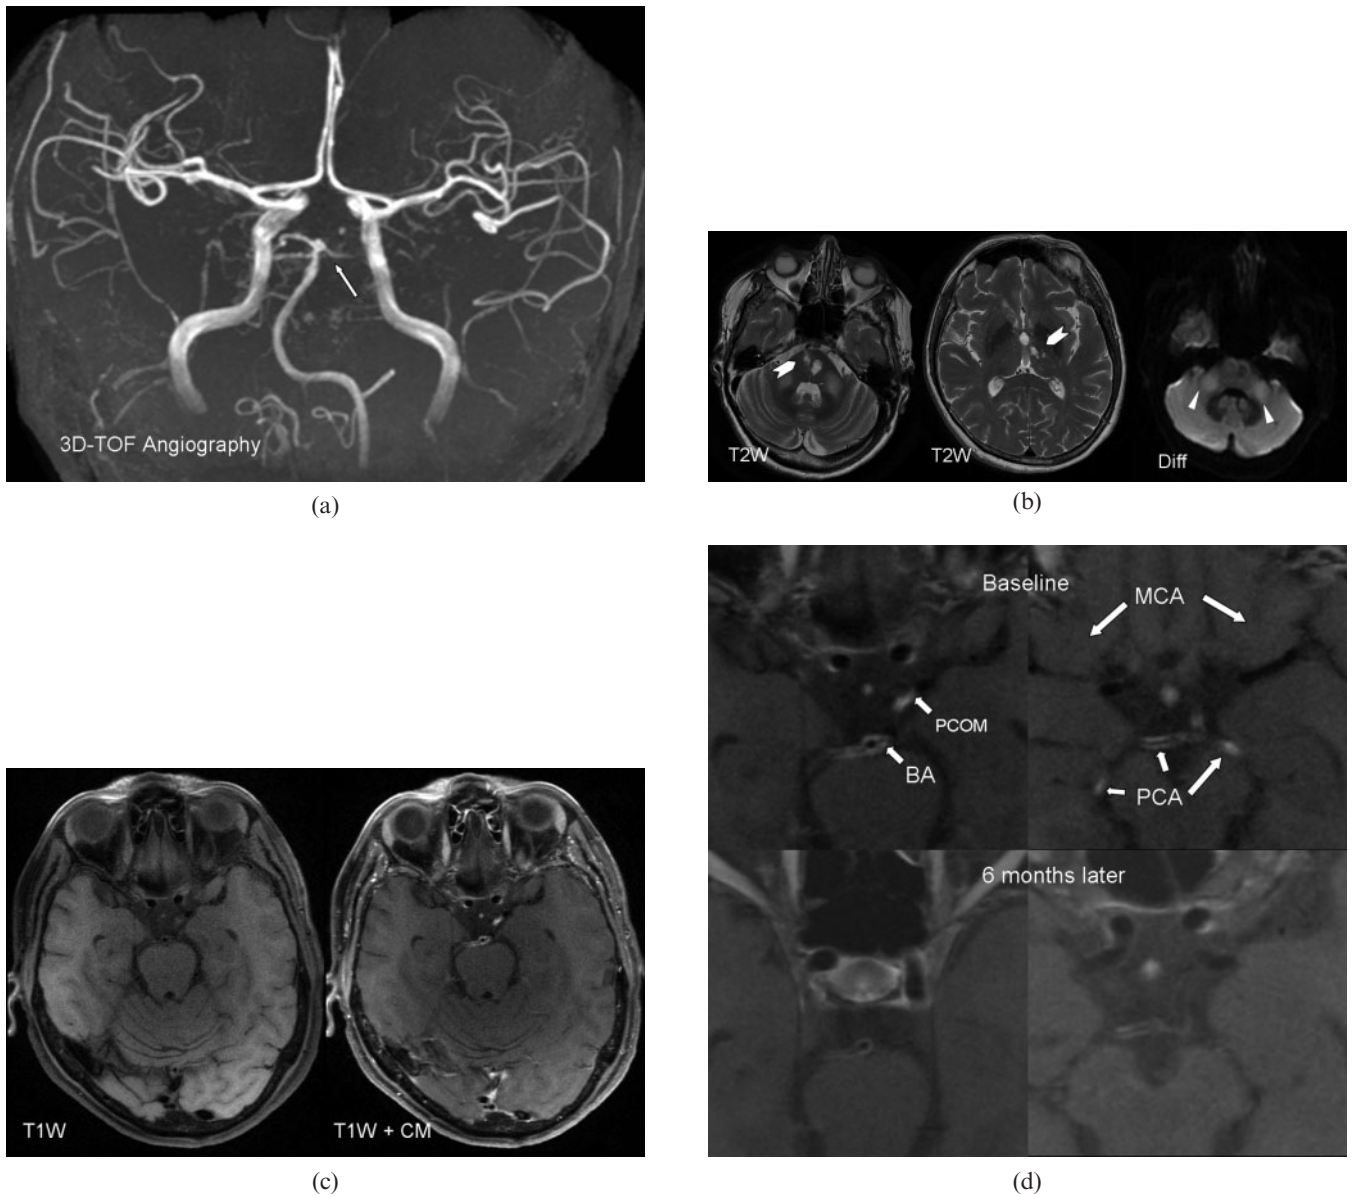 3D-TOF Angiography
(a)
T2W
T2W
Diff
(b)
T1W
T1W + CM
(c)
Baseline
MCA
PCOM
BA
PCA
6 months later
(d)